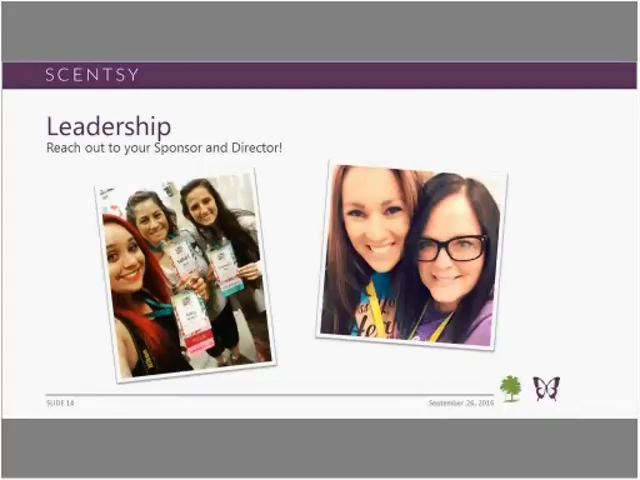 SCENTSY
Leadership
Reach out to your Sponsor and Director!
SLIDE 14
September 26, 2016